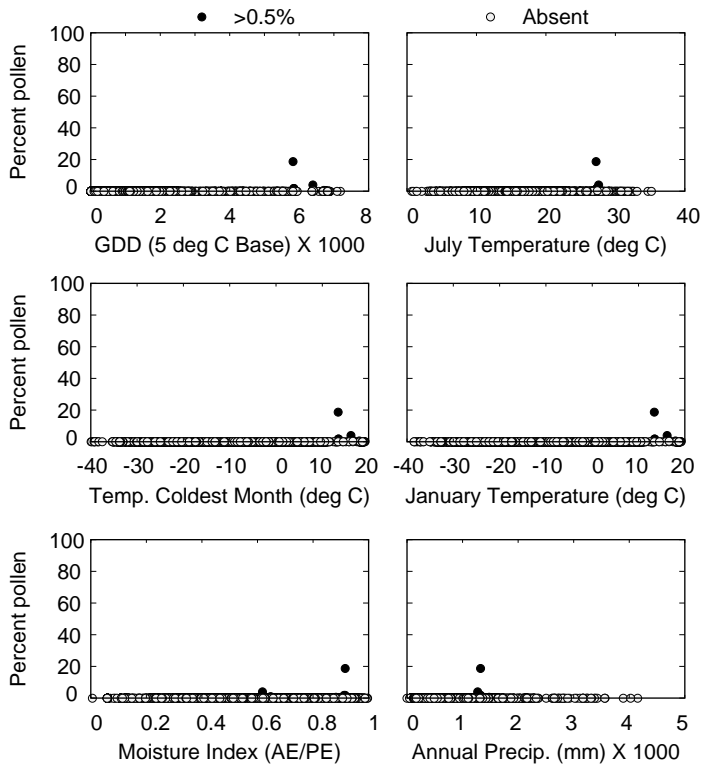 >0.5% Absent
Percent pollen
100
80
60
40
20
0
0 2 4 6 8
GDD (5 deg C Base) X 1000
0 10 20 30 40
July Temperature (deg C)
Percent pollen
100
80
60
40
20
0
-40 -30 -20 -10 0 10 20
Temp. Coldest Month (deg C)
-40 -30 -20 -10 0 10 20
January Temperature (deg C)
Percent pollen
100
80
60
40
20
0
0 0.2 0.4 0.6 0.8 1
Moisture Index (AE/PE)
0 1 2 3 4 5
Annual Precip. (mm) X 1000